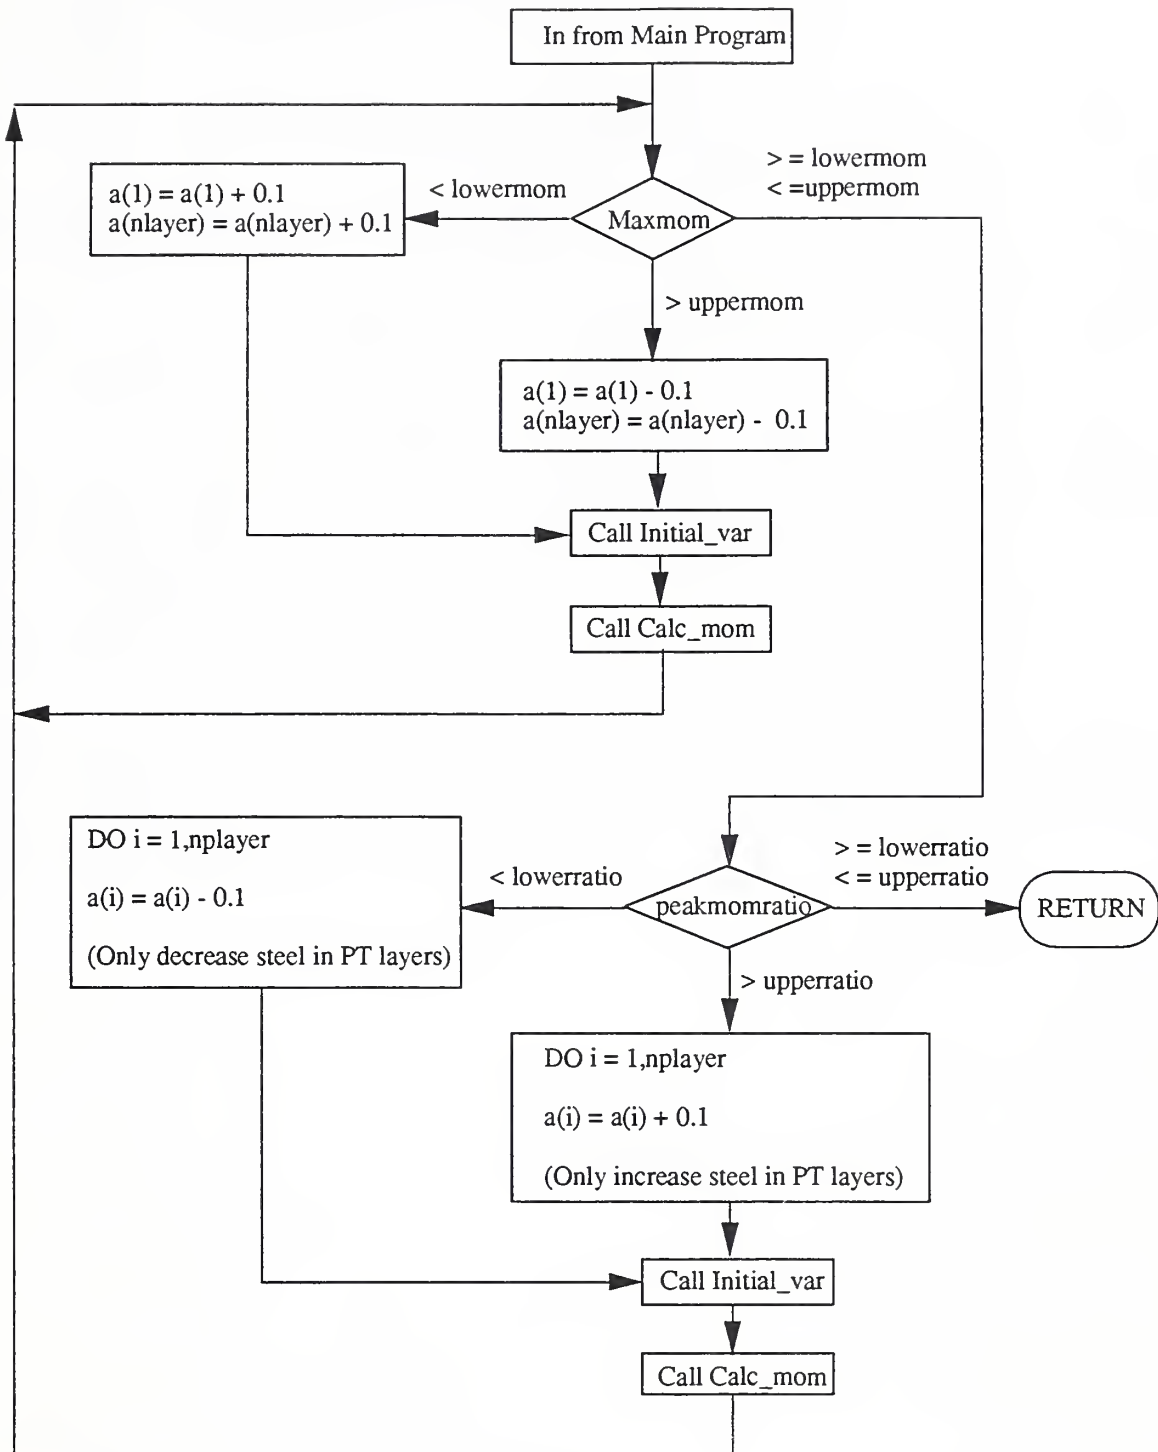 In from Main Program
> = lowermom
< =uppermom
< lowermom
a(1) = a(1) + 0.1
a(nlayer) = a(nlayer) + 0.1
Maxmom
> uppermom
a(1) = a(1) - 0.1
a(nlayer) = a(nlayer) - 0.1
Call Initial_var
Call Calc_mom
DO i = 1,nplayer
a(i) = a(i) - 0.1
(Only decrease steel in PT layers)
< lowerratio
> = lowerratio
< = upperratio
peakmomratio
RETURN
> upperratio
DO i = 1,nplayer
a(i) = a(i) + 0.1
(Only increase steel in PT layers)
Call Initial_var
Call Calc_mom